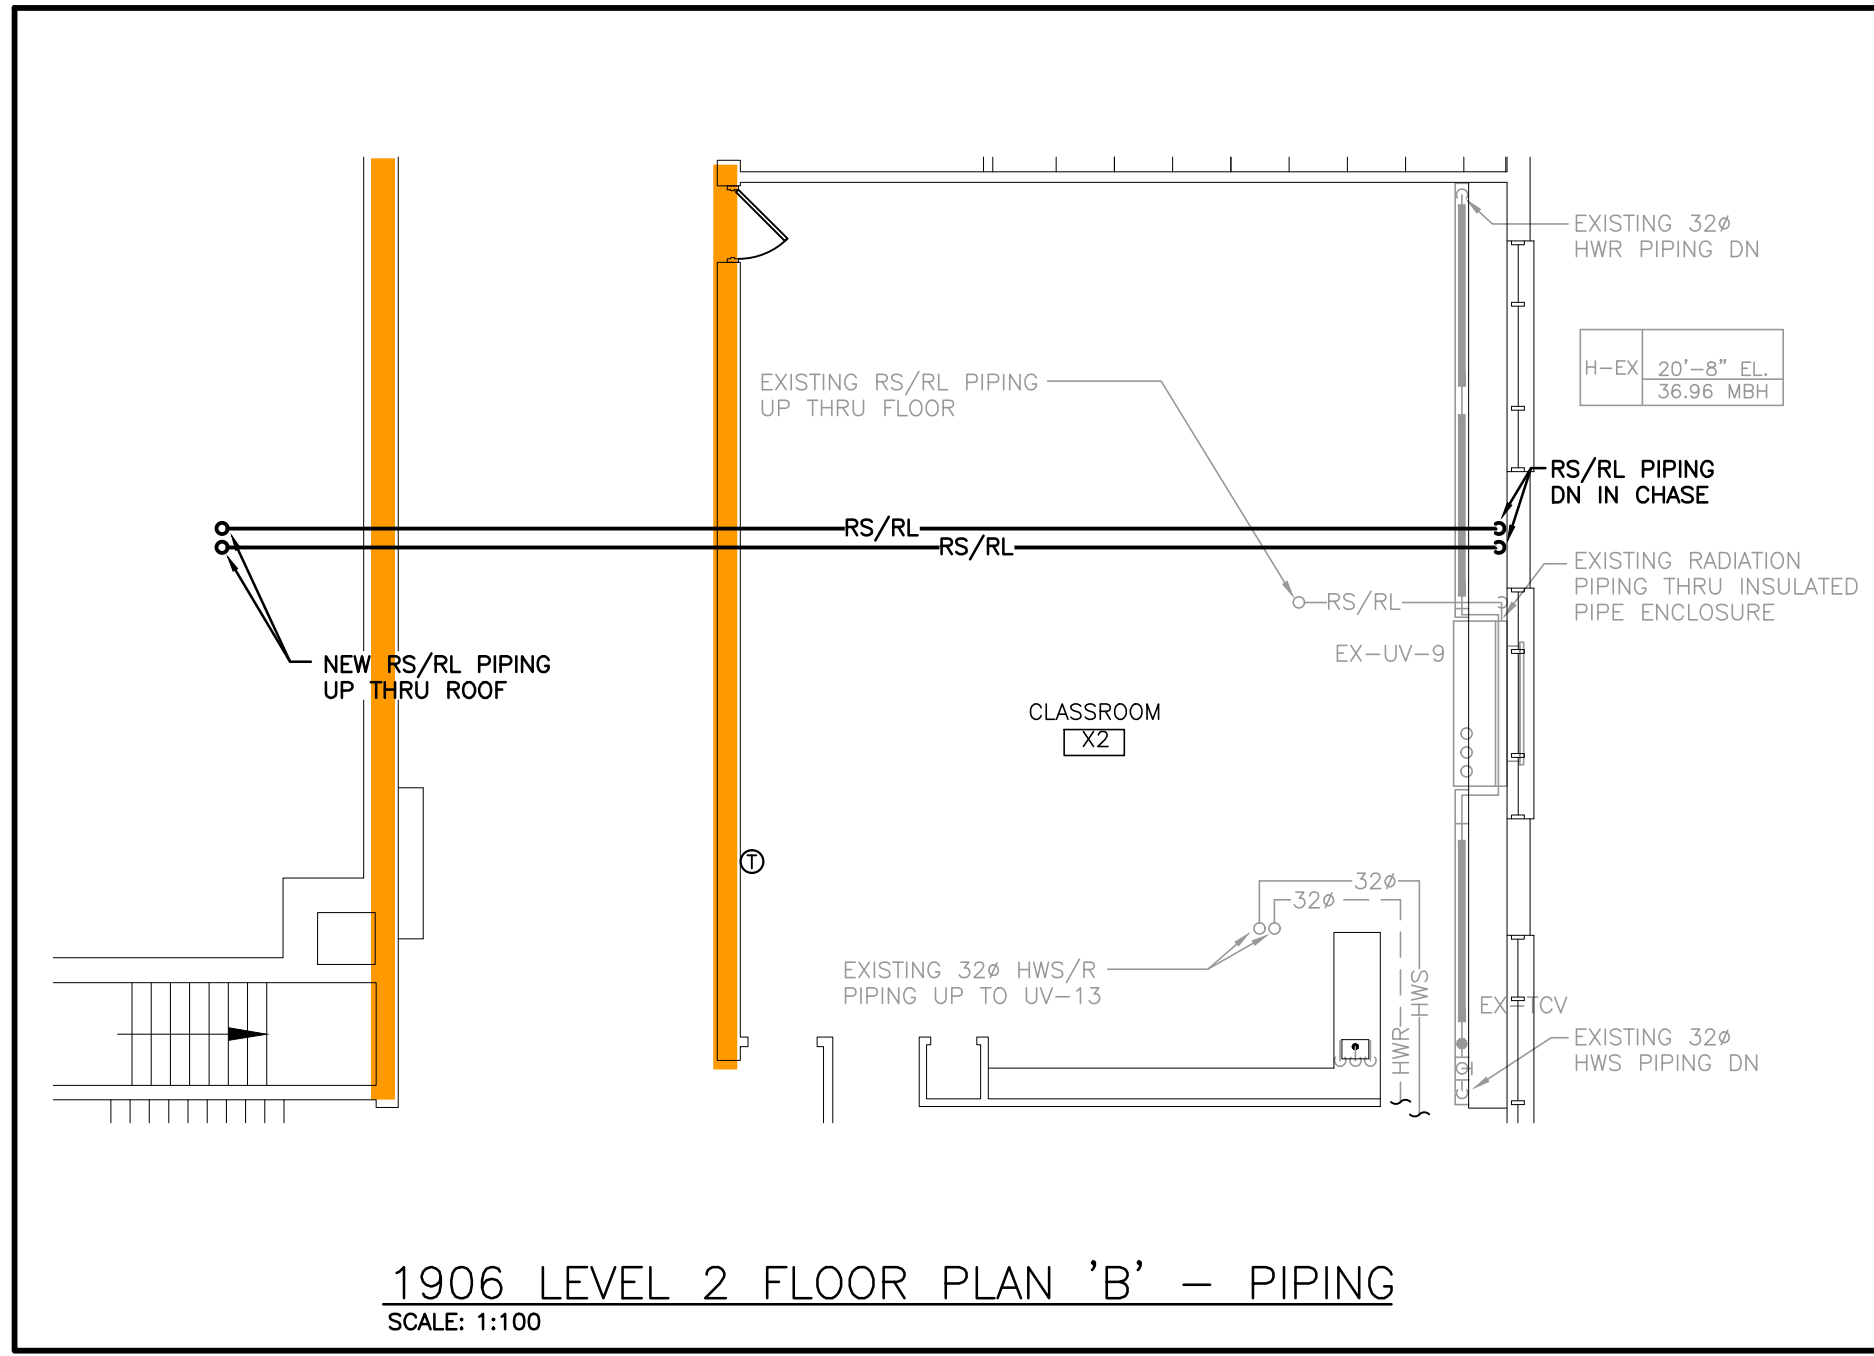 EXISTING 32ø
HWR PIPING DN
H-EX
20'-8" EL.
36.96 MBH
EXISTING RS/RL PIPING
UP THRU FLOOR
RS/RL PIPING
DN IN CHASE
RS/RL
RS/RL
EXISTING RADIATION
PIPING THRU INSULATED
PIPE ENCLOSURE
RS/RL
EX-UV-9
NEW RS/RL PIPING
UP THRU ROOF
CLASSROOM
X2
T
32ø
32ø
EXISTING 32ø HWS/R
PIPING UP TO UV-13
HWR
HWS
EX-TCV
EXISTING 32ø
HWS PIPING DN
1906 LEVEL 2 FLOOR PLAN 'B' - PIPING
SCALE: 1:100